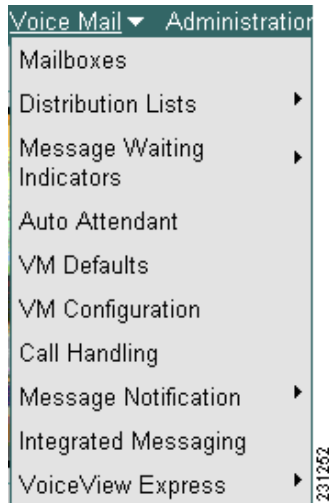 Voice Mail Administration
Mailboxes
Distribution Lists
Message Waiting
Indicators
Auto Attendant
VM Defaults
VM Configuration
Call Handling
Message Notification
Integrated Messaging
VoiceView Express
231252